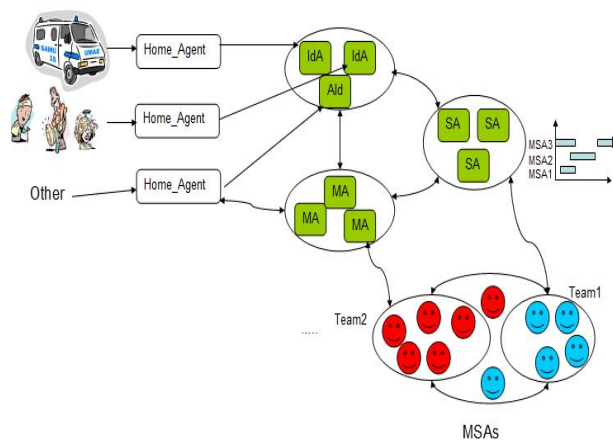 SAMU
Home_Agent
IdA
IdA
AId
Home_Agent
SA
SA
SA
MSA3
MSA2
MSA1
Other
Home_Agent
MA
MA
MA
Team2
Team1
.....
MSAs